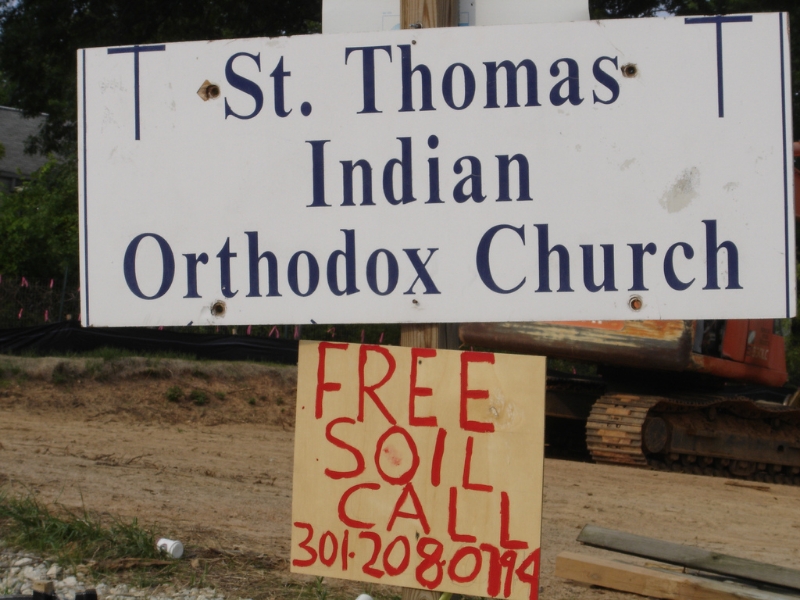 St. Thomas
Indian
Orthodox Church
FREE
SOIL
CALL
301-208-0794